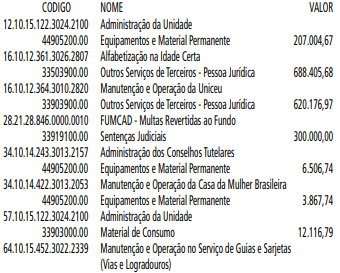 CODIGO NOME VALOR
12.10.15.122.3024.2100 Administração da Unidade
44905200.00 Equipamentos e Material Permanente 207.004,67
16.10.12.361.3026.2807 Alfabetização na Idade Certa
33503900.00 Outros Serviços de Terceiros - Pessoa Jurídica 688.405,68
16.10.12.364.3010.2820 Manutenção e Operação da Uniceu
33903900.00 Outros Serviços de Terceiros - Pessoa Jurídica 620.176,97
28.21.28.846.0000.0010 FUMCAD - Multas Revertidas ao Fundo
33919100.00 Sentenças Judiciais 300.000,00
34.10.14.243.3013.2157 Administração dos Conselhos Tutelares
44905200.00 Equipamentos e Material Permanente 6.506,74
34.10.14.422.3013.2053 Manutenção e Operação da Casa da Mulher Brasileira
44905200.00 Equipamentos e Material Permanente 3.867,74
57.10.15.122.3024.2100 Administração da Unidade
33903000.00 Material de Consumo 12.116,79
64.10.15.452.3022.2339 Manutenção e Operação no Serviço de Guias e Sarjetas
(Vias e Logradouros)